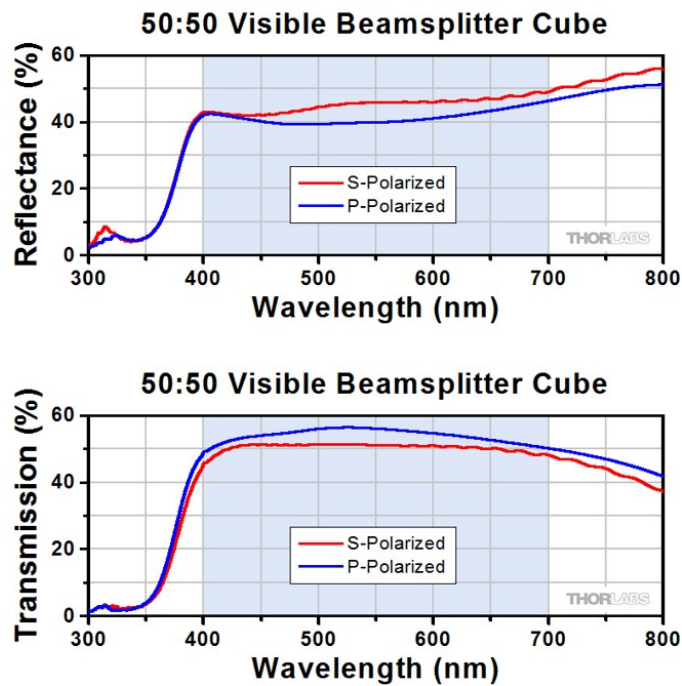 50:50 Visible Beamsplitter Cube
Reflectance (%)
60
40
20
0
S-Polarized
P-Polarized
THORLABS
300 400 500 600 700 800
Wavelength (nm)
50:50 Visible Beamsplitter Cube
Transmission (%)
60
40
20
0
S-Polarized
P-Polarized
THORLABS
300 400 500 600 700 800
Wavelength (nm)